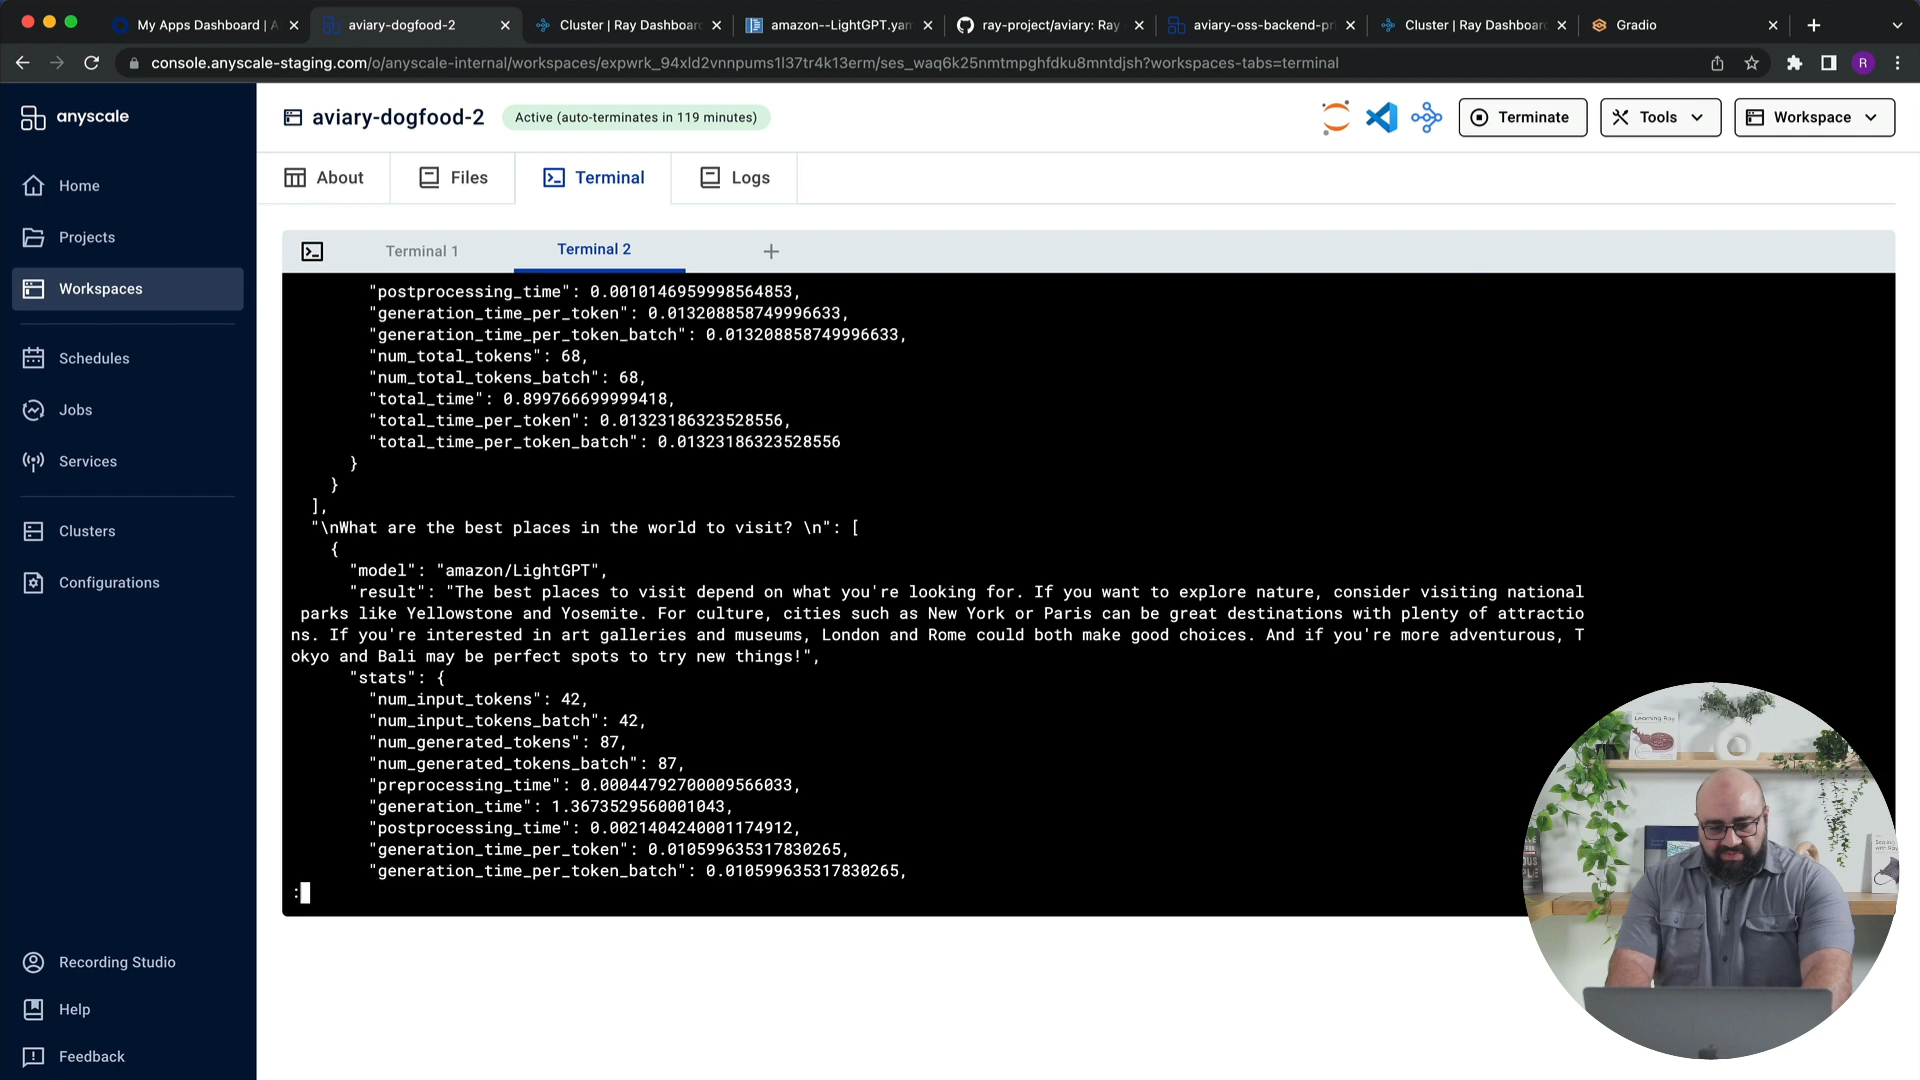 My Apps Dashboard | A
aviary-dogfood-2
Cluster | Ray Dashboar
amazon--LightGPT.yam
ray-project/aviary: Ray
aviary-oss-backend-pri
Cluster | Ray Dashboar
Gradio
console.anyscale-staging.com/o/anyscale-internal/workspaces/expwrk_94xld2vnnpums1l37tr4k13erm/ses_waq6k25nmtmpghfdku8mntdjsh?workspaces-tabs=terminal
R
anyscale
Home
Projects
Workspaces
Schedules
Jobs
Services
Clusters
Configurations
Recording Studio
Help
Feedback
aviary-dogfood-2
Active (auto-terminates in 119 minutes)
Terminate
Tools
Workspace
About
Files
Terminal
Logs
Terminal 1
Terminal 2
"postprocessing_time": 0.0010146959998564853,
"generation_time_per_token": 0.013208858749996633,
"generation_time_per_token_batch": 0.013208858749996633,
"num_total_tokens": 68,
"num_total_tokens_batch": 68,
"total_time": 0.899766699999418,
"total_time_per_token": 0.01323186323528556,
"total_time_per_token_batch": 0.01323186323528556
}
}
],
"\nWhat are the best places in the world to visit? \n": [
{
"model": "amazon/LightGPT",
"result": "The best places to visit depend on what you're looking for. If you want to explore nature, consider visiting national
parks like Yellowstone and Yosemite. For culture, cities such as New York or Paris can be great destinations with plenty of attractio
ns. If you're interested in art galleries and museums, London and Rome could both make good choices. And if you're more adventurous, T
okyo and Bali may be perfect spots to try new things!",
"stats": {
"num_input_tokens": 42,
"num_input_tokens_batch": 42,
"num_generated_tokens": 87,
"num_generated_tokens_batch": 87,
"preprocessing_time": 0.00044792700009566033,
"generation_time": 1.3673529560001043,
"postprocessing_time": 0.0021404240001174912,
"generation_time_per_token": 0.010599635317830265,
"generation_time_per_token_batch": 0.010599635317830265,
:
Learning Ray